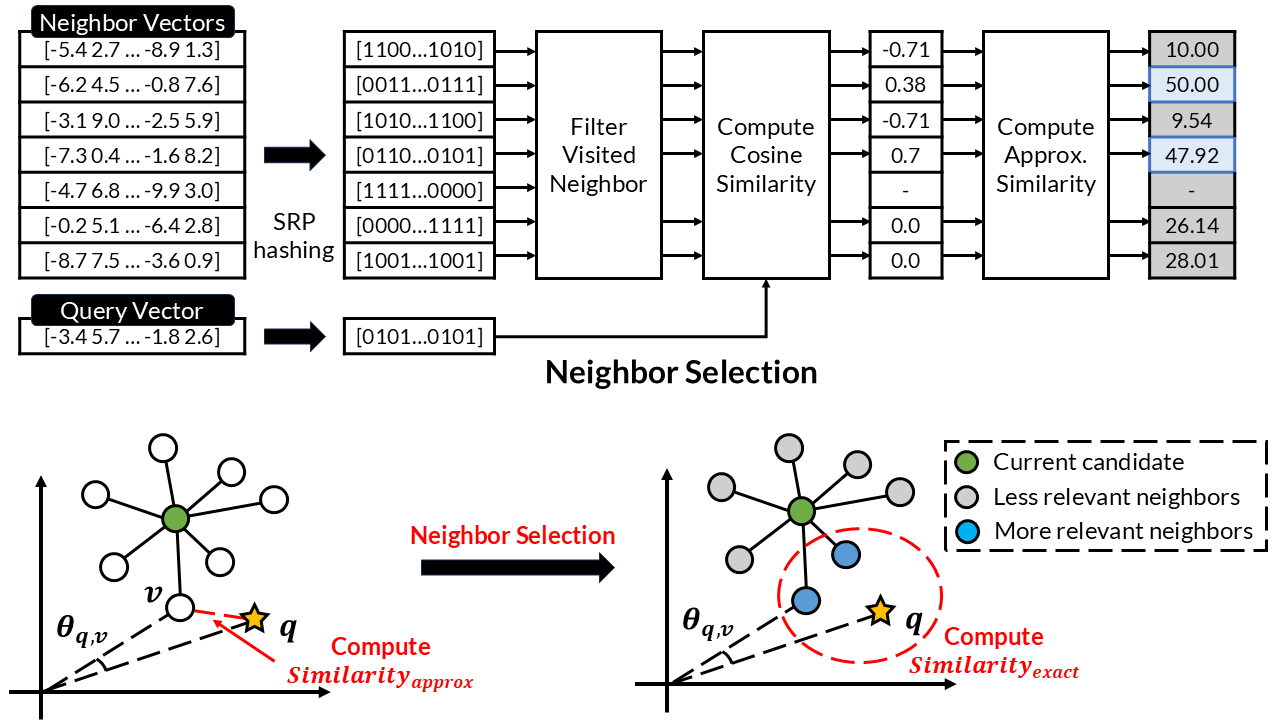 Neighbor Vectors
[-5.4 2.7 ... -8.9 1.3]
[-6.2 4.5 ... -0.8 7.6]
[-3.1 9.0 ... -2.5 5.9]
[-7.3 0.4 ... -1.6 8.2]
[-4.7 6.8 ... -9.9 3.0]
[-0.2 5.1 ... -6.4 2.8]
[-8.7 7.5 ... -3.6 0.9]
SRP
hashing
[1100...1010]
[0011...0111]
[1010...1100]
[0110...0101]
[1111...0000]
[0000...1111]
[1001...1001]
Filter
Visited
Neighbor
Compute
Cosine
Similarity
-0.71
0.38
-0.71
0.7
-
0.0
0.0
Compute
Approx.
Similarity
10.00
50.00
9.54
47.92
-
26.14
28.01
Query Vector
[-3.4 5.7 ... -1.8 2.6]
[0101...0101]
Neighbor Selection
v
θq,v
q
Compute
Similarityapprox
Neighbor Selection
θq,v
q
Compute
Similarityexact
Current candidate
Less relevant neighbors
More relevant neighbors